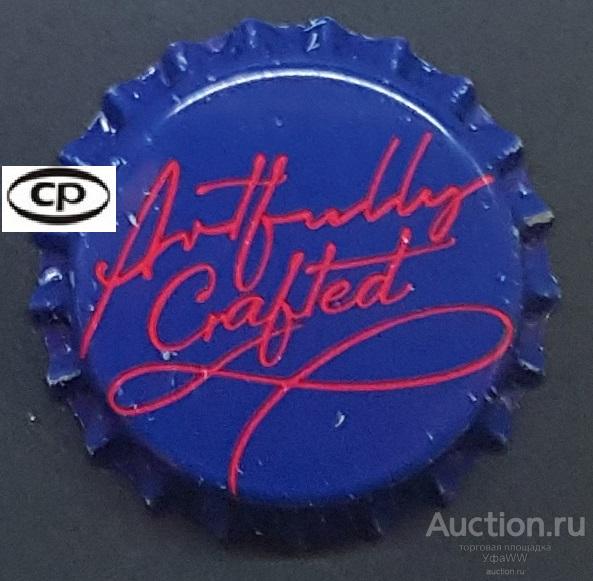 Artfully
Crafted
cp
Auction.ru
торговая площадка
УфаWW
auction.ru